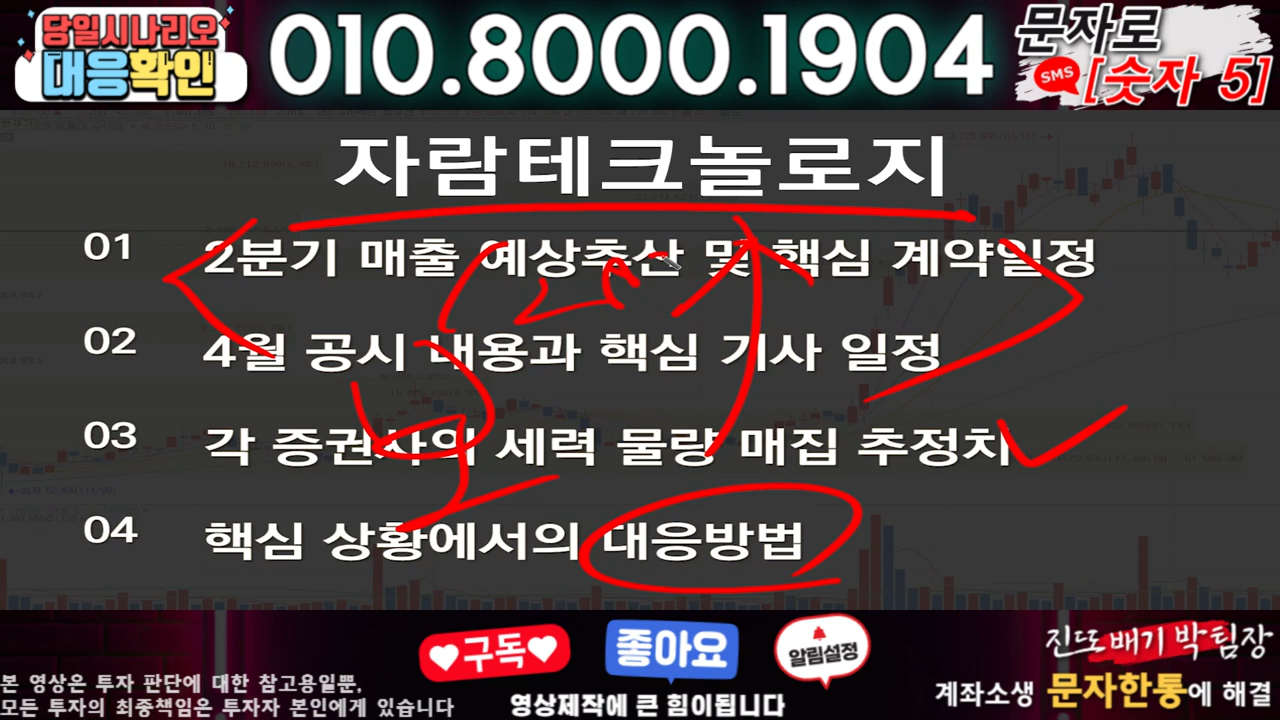 당일시나리오
대응확인
010.8000.1904
문자로
SMS [숫자 5]
자람테크놀로지
01 2분기 매출 예상추산 및 핵심 계약일정
02 4월 공시 내용과 핵심 기사 일정
03 각 증권사의 세력 물량 매집 추정치
04 핵심 상황에서의 대응방법
구독
좋아요
알림설정
영상제작에 큰 힘이됩니다
본 영상은 투자 판단에 대한 참고용일뿐,
모든 투자의 최종책임은 투자자 본인에게 있습니다
진또배기 박팀장
계좌소생 문자한통에 해결